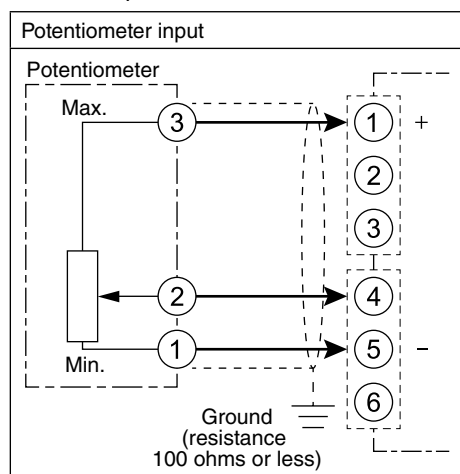 Potentiometer input
Potentiometer
Max.
3
1
+
2
3
2
4
1
5
−
Min.
6
Ground
(resistance
100 ohms or less)